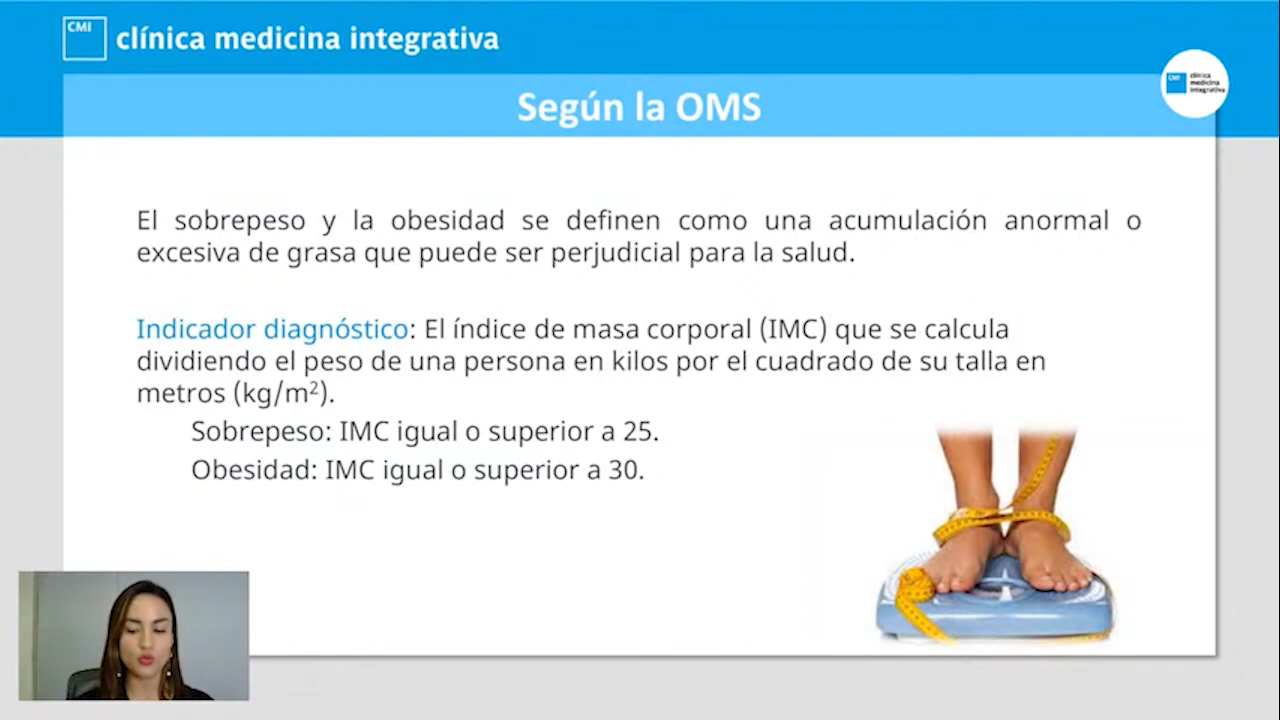 CMI
clínica medicina integrativa
CMI
clínica
medicina
integrativa
Según la OMS
El sobrepeso y la obesidad se definen como una acumulación anormal o
excesiva de grasa que puede ser perjudicial para la salud.
Indicador diagnóstico: El índice de masa corporal (IMC) que se calcula
dividiendo el peso de una persona en kilos por el cuadrado de su talla en
metros (kg/m²).
Sobrepeso: IMC igual o superior a 25.
Obesidad: IMC igual o superior a 30.